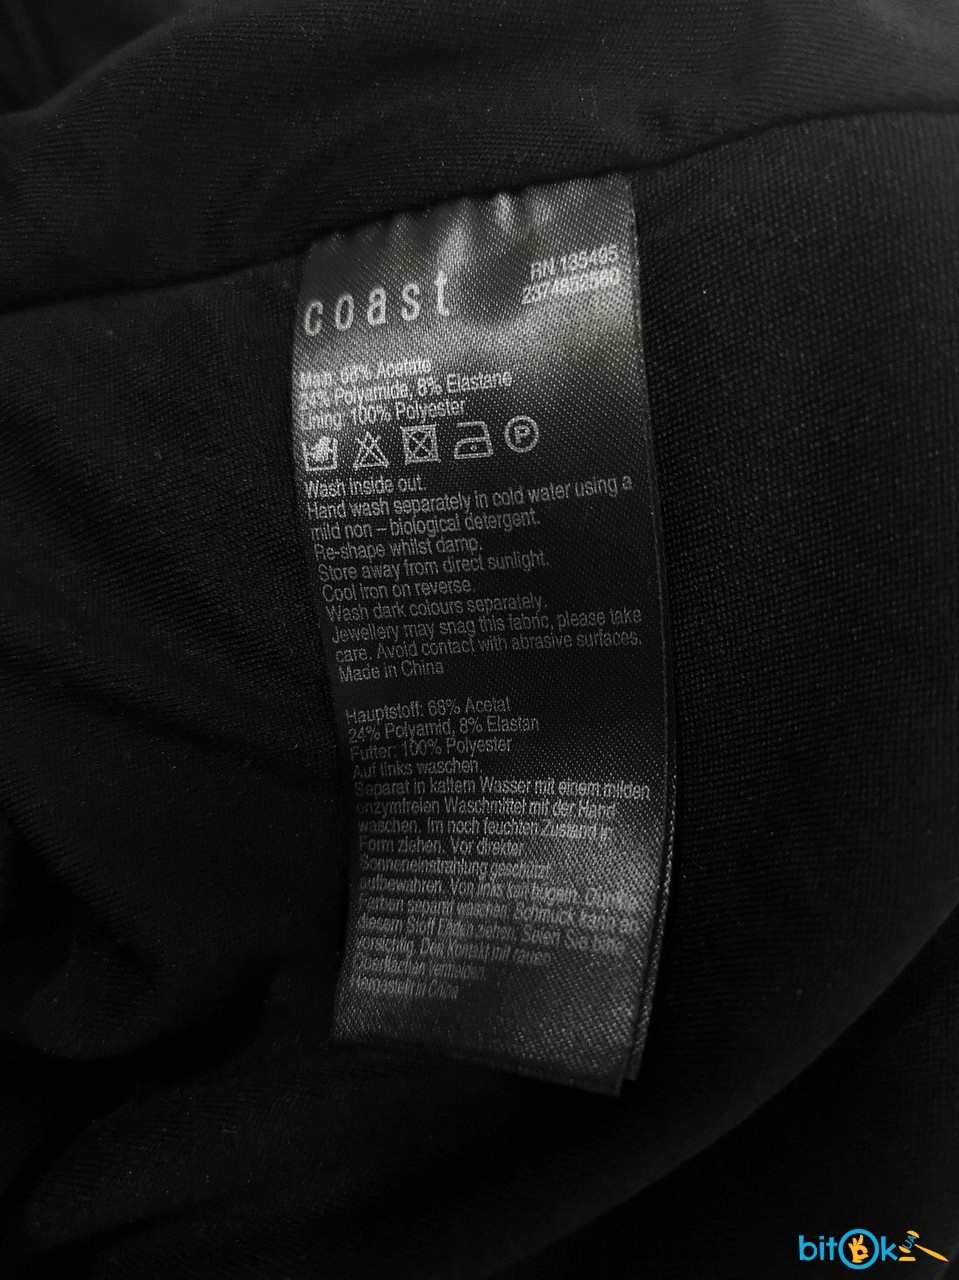 coast
RN 135495
Main: 68% Acetate
24% Polyamide, 8% Elastane
Lining: 100% Polyester
P
Wash inside out.
Hand wash separately in cold water using a
mild non – biological detergent.
Re-shape whilst damp.
Store away from direct sunlight.
Cool iron on reverse.
Wash dark colours separately.
Jewellery may snag this fabric, please take
care. Avoid contact with abrasive surfaces.
Made in China
Hauptstoff: 68% Acetat
24% Polyamid, 8% Elastan
Futter: 100% Polyester
Auf links waschen.
Separat in kaltem Wasser mit einem milden
enzymfreien Waschmittel mit der Hand
waschen. Im noch feuchten Zustand in
Form ziehen. Vor direkter
Sonneneinstrahlung geschützt
aufbewahren. Von links
separat waschen. Schmuck
diesem Stoff Fäden ziehen. Seien Sie bitte
vorsichtig. Den Kontakt mit rauen
Oberflächen vermeiden.
Hergestellt in China
bitOk UA